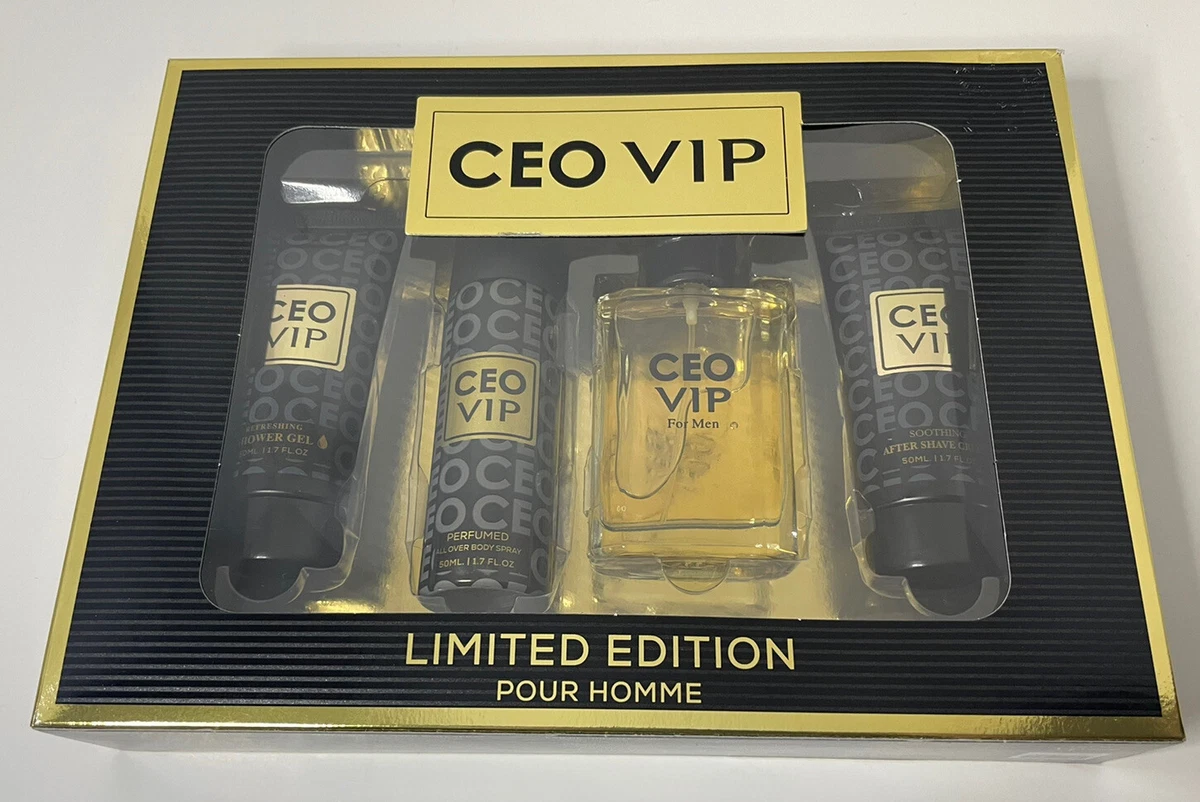 CEO VIP
CEO
VIP
REFRESHING
SHOWER GEL
50ML. | 1.7 FL.OZ
CEO
VIP
PERFUMED
ALL OVER BODY SPRAY
50ML. | 1.7 FL.OZ
CEO
VIP
For Men
CEO
VIP
SOOTHING
AFTER SHAVE
50ML. | 1.7 FL.OZ
LIMITED EDITION
POUR HOMME